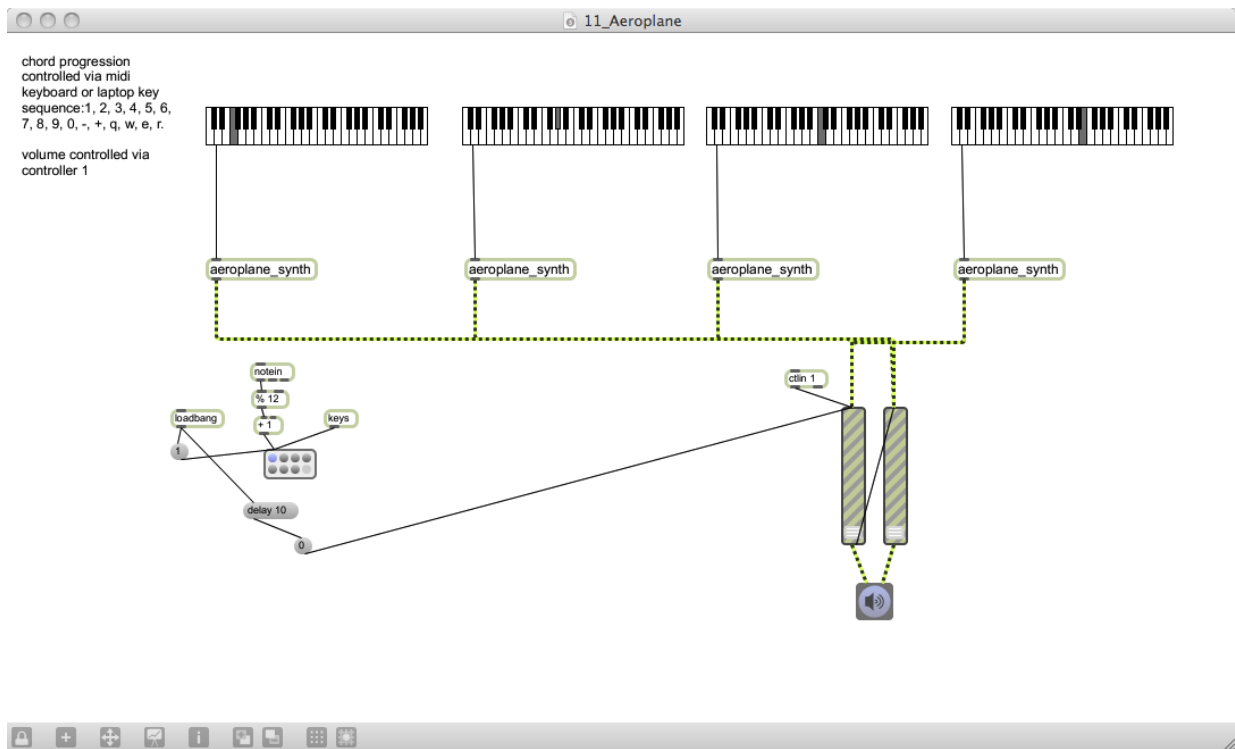 11_Aeroplane
chord progression
controlled via midi
keyboard or laptop key
sequence:1, 2, 3, 4, 5, 6,
7, 8, 9, 0, -, +, q, w, e, r.
volume controlled via
controller 1
aeroplane_synth
aeroplane_synth
aeroplane_synth
aeroplane_synth
notein
ctlin 1
% 12
loadbang
+ 1
keys
1
delay 10
0